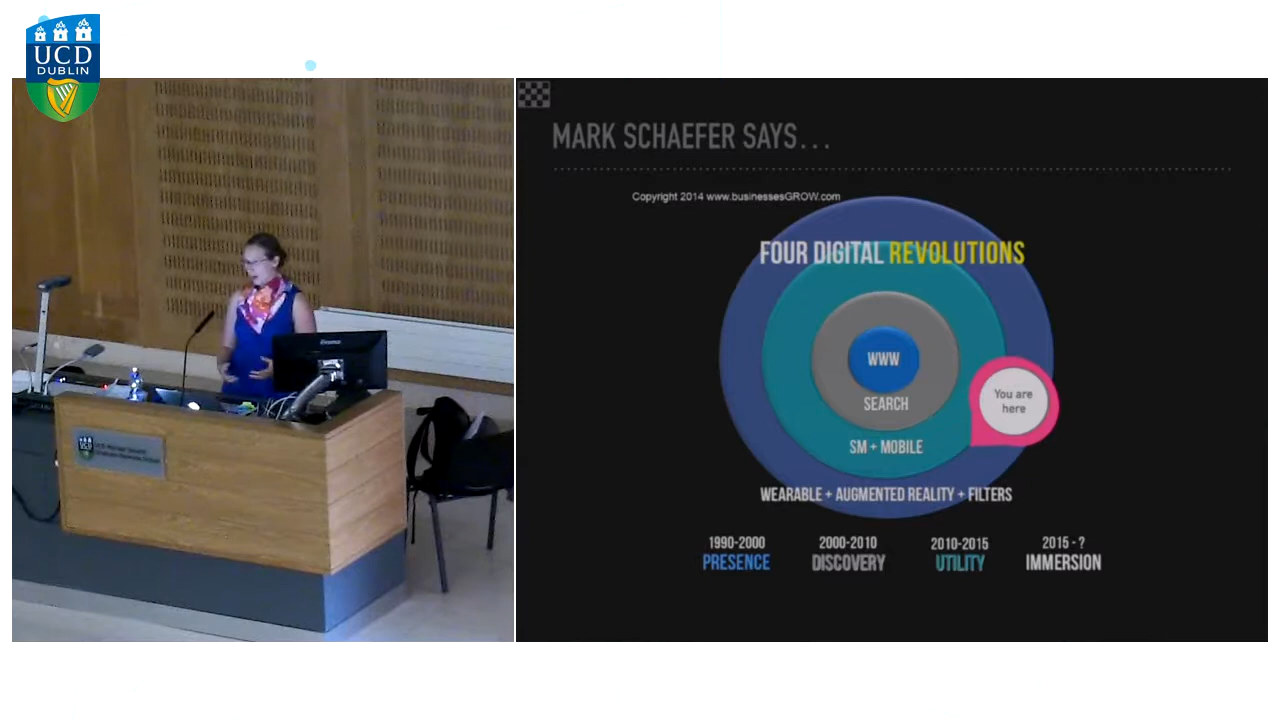 UCD
DUBLIN
MARK SCHAEFER SAYS...
Copyright 2014 www.businessesGROW.com
FOUR DIGITAL REVOLUTIONS
WWW
You are
here
SEARCH
SM + MOBILE
WEARABLE + AUGMENTED REALITY + FILTERS
1990-2000
PRESENCE
2000-2010
DISCOVERY
2010-2015
UTILITY
2015 - ?
IMMERSION